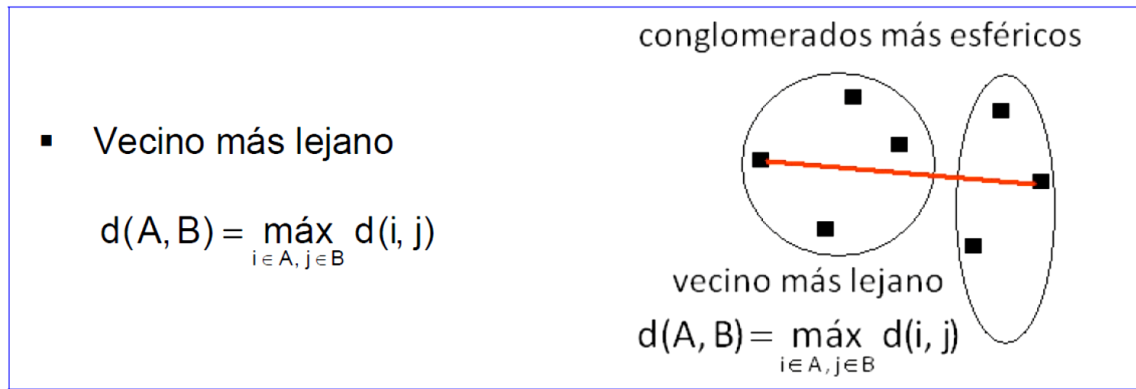 conglomerados más esféricos
▪ Vecino más lejano
d(A, B) = máx d(i, j)
i ∈ A, j ∈ B
vecino más lejano
d(A, B) = máx d(i, j)
i ∈ A, j ∈ B